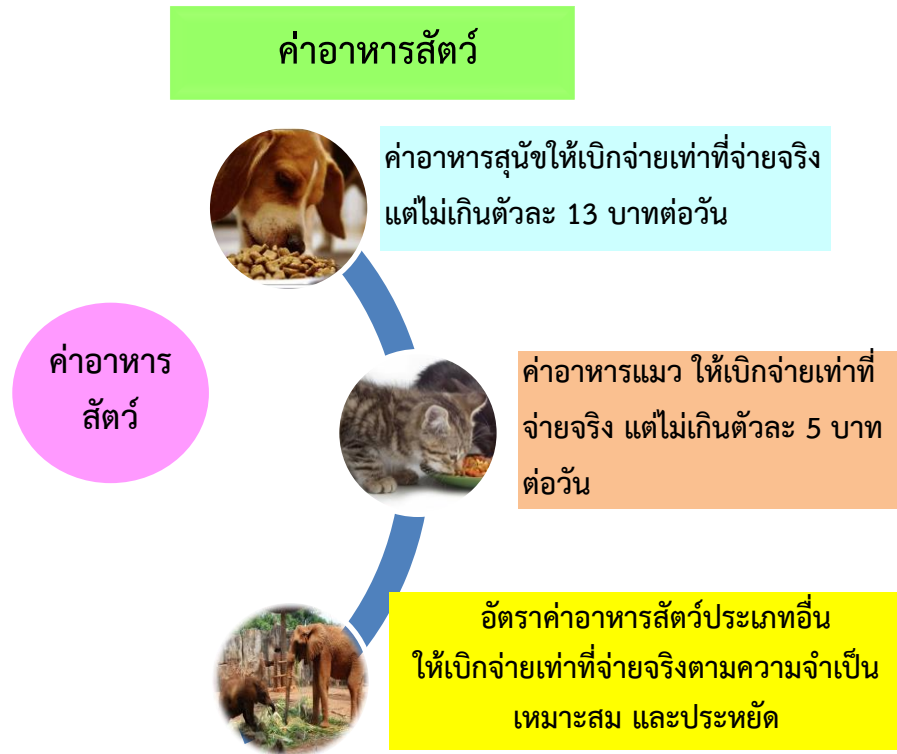 ค่าอาหารสัตว์
ค่าอาหารสุนัขให้เบิกจ่ายเท่าที่จ่ายจริง
แต่ไม่เกินตัวละ 13 บาทต่อวัน
ค่าอาหาร
สัตว์
ค่าอาหารแมว ให้เบิกจ่ายเท่าที่
จ่ายจริง แต่ไม่เกินตัวละ 5 บาท
ต่อวัน
อัตราค่าอาหารสัตว์ประเภทอื่น
ให้เบิกจ่ายเท่าที่จ่ายจริงตามความจำเป็น
เหมาะสม และประหยัด